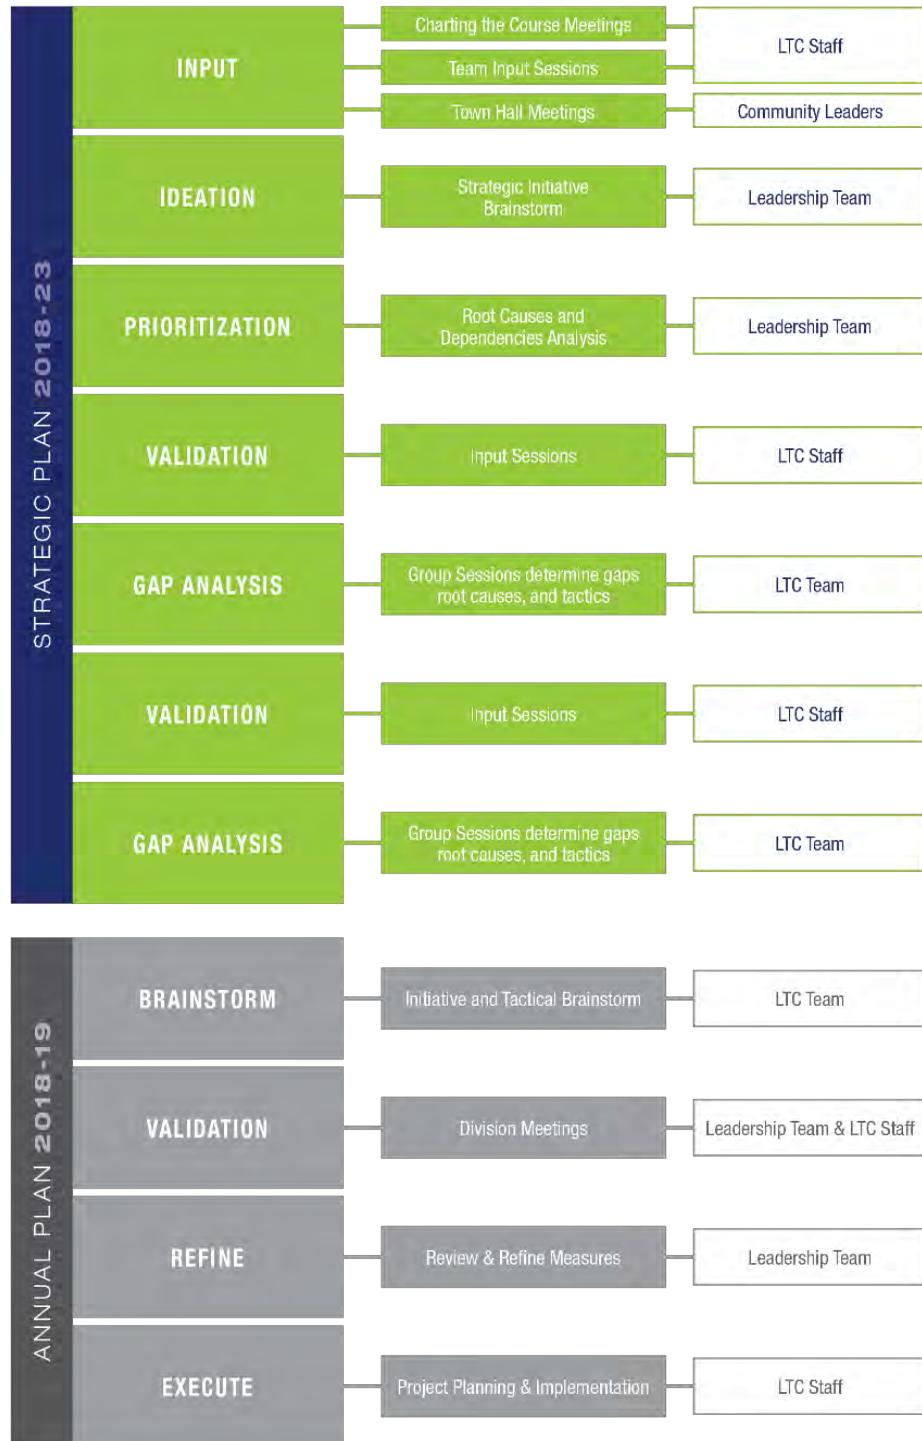 STRATEGIC PLAN 2018-23
INPUT
Charting the Course Meetings
Team Input Sessions
LTC Staff
Town Hall Meetings
Community Leaders
IDEATION
Strategic Initiative
Brainstorm
Leadership Team
PRIORITIZATION
Root Causes and
Dependencies Analysis
Leadership Team
VALIDATION
Input Sessions
LTC Staff
GAP ANALYSIS
Group Sessions determine gaps
root causes, and tactics
LTC Team
VALIDATION
Input Sessions
LTC Staff
GAP ANALYSIS
Group Sessions determine gaps
root causes, and tactics
LTC Team
ANNUAL PLAN 2018-19
BRAINSTORM
Initiative and Tactical Brainstorm
LTC Team
VALIDATION
Division Meetings
Leadership Team & LTC Staff
REFINE
Review & Refine Measures
Leadership Team
EXECUTE
Project Planning & Implementation
LTC Staff